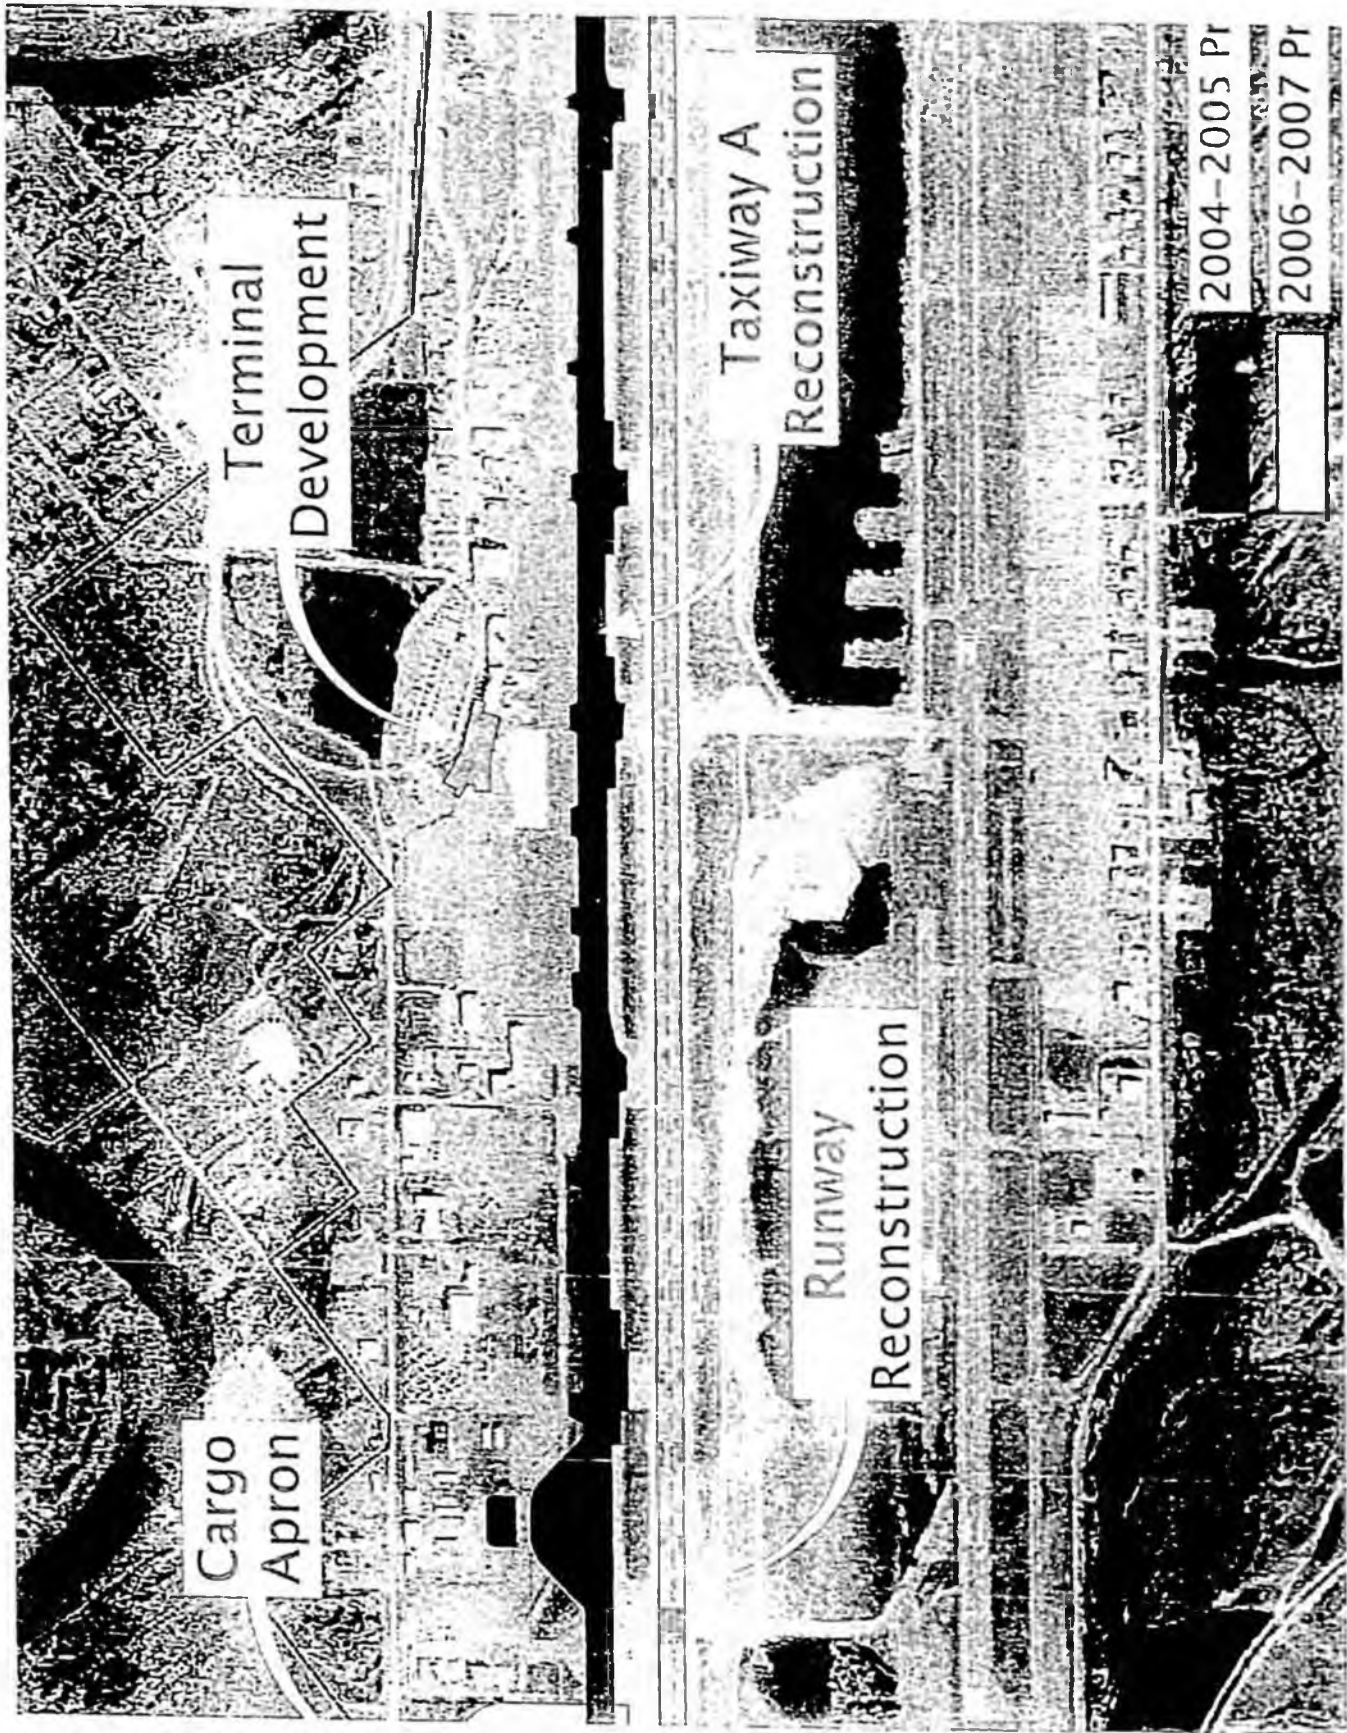 Cargo
Apron
Terminal
Development
Runway
Reconstruction
Taxiway A
Reconstruction
2004–2005 Pr
2006–2007 Pr